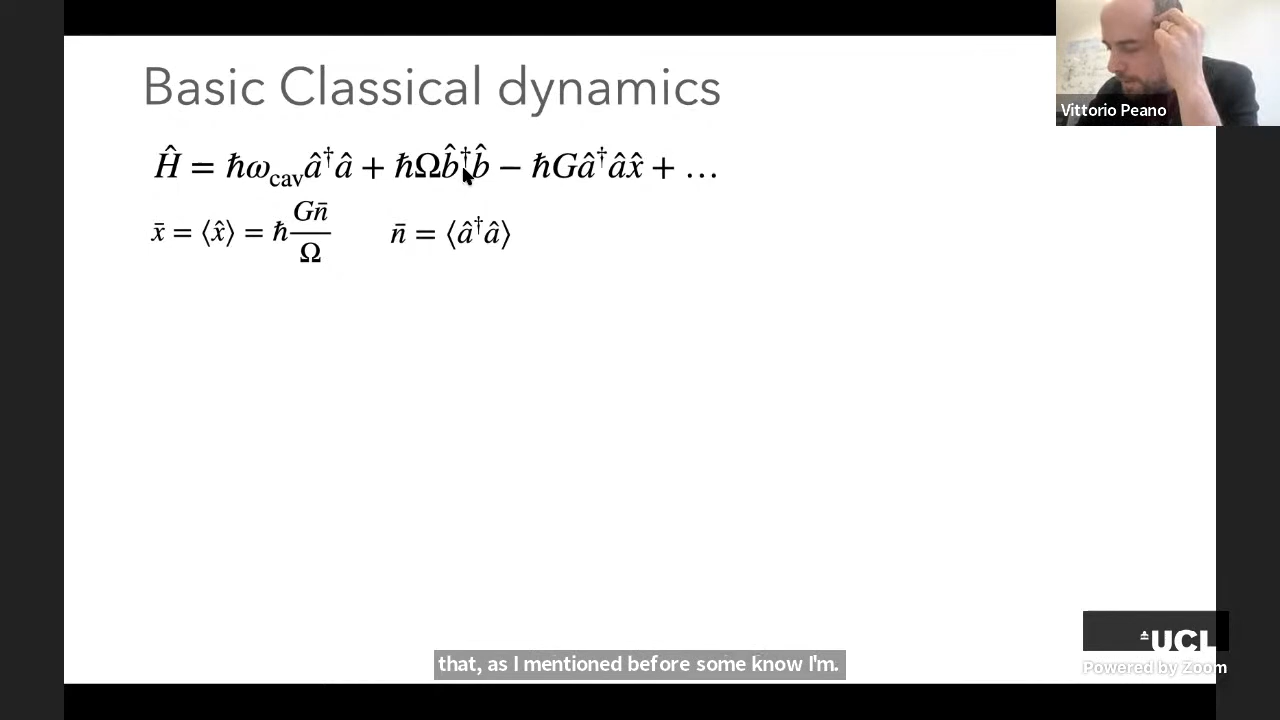 Basic Classical dynamics
Vittorio Peano
Ĥ = ħω_cav â†â + ħΩb̂†b̂ − ħGâ†âx̂ + …
x̄ = ⟨x̂⟩ = ħ Gn̄/Ω    n̄ = ⟨â†â⟩
UCL
Powered by Zoom
that, as I mentioned before some know I'm.